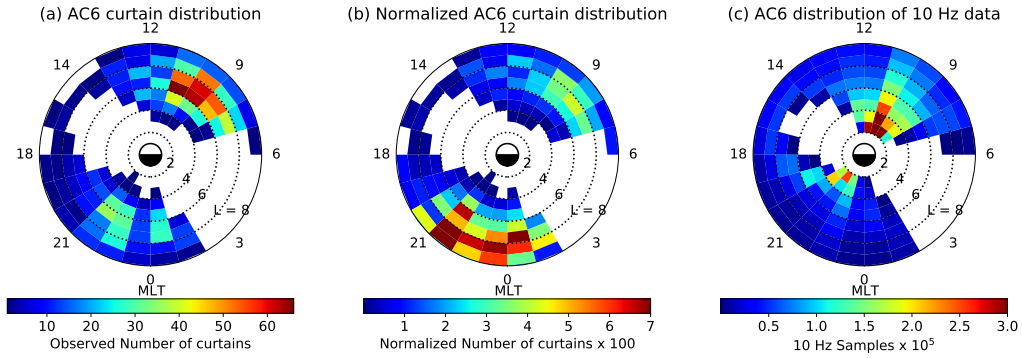 (a) AC6 curtain distribution
12
14
9
18
6
2
4
6
L = 8
21
3
0
MLT
10 20 30 40 50 60
Observed Number of curtains
(b) Normalized AC6 curtain distribution
12
14
9
18
6
2
4
6
L = 8
21
3
0
MLT
1 2 3 4 5 6 7
Normalized Number of curtains x 100
(c) AC6 distribution of 10 Hz data
12
14
9
18
6
2
4
6
L = 8
21
3
0
MLT
0.5 1.0 1.5 2.0 2.5 3.0
10 Hz Samples x 10⁵